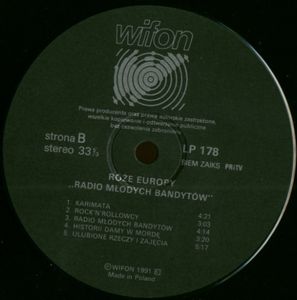 wifon
Prawa producenta oraz prawa autorskie zastrzeżone,
wszelkie kopiowanie i odtwarzanie publiczne
bez zezwolenia zabronione
strona B
stereo 33⅓
LP 178
BIEM ZAIKS PRiTV
RÓŻE EUROPY
„RADIO MŁODYCH BANDYTÓW"
1. KARIMATA 4:21
2. ROCK'N'ROLLOWCY 3:03
3. RADIO MŁODYCH BANDYTÓW 4:14
4. HISTORII DAMY W MORDĘ 3:20
5. ULUBIONE RZECZY I ZAJĘCIA 5:17
© WIFON 1991 Ⓟ
Made in Poland